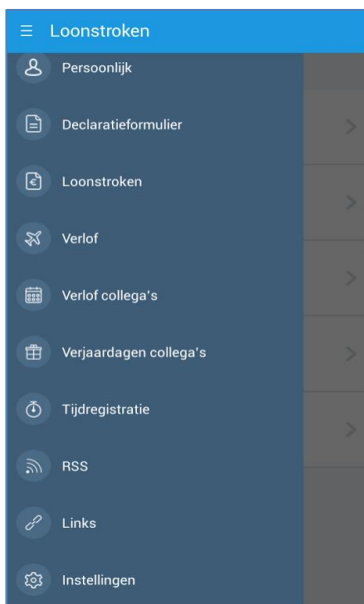 Loonstroken
Persoonlijk
Declaratieformulier
Loonstroken
Verlof
Verlof collega's
Verjaardagen collega's
Tijdregistratie
RSS
Links
Instellingen